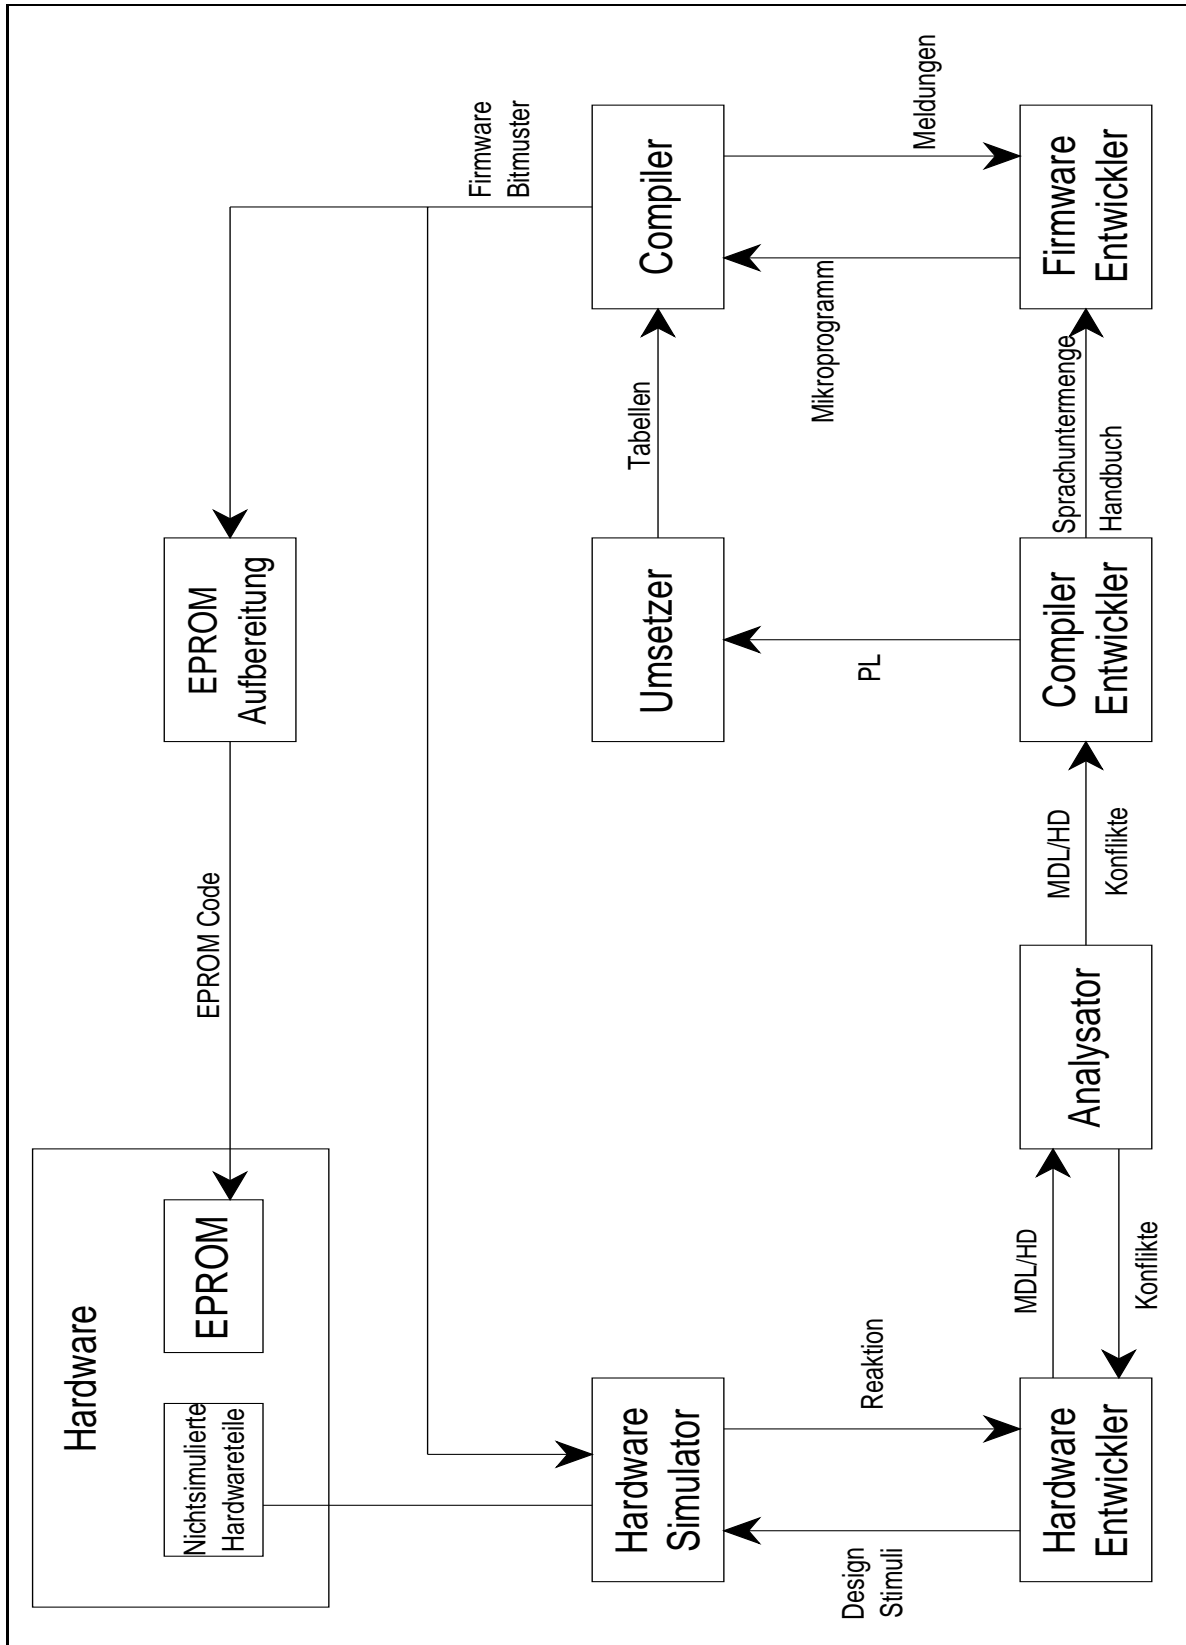 Hardware
Nichtsimulierte
Hardwareteile
EPROM
EPROM Code
EPROM
Aufbereitung
Firmware
Bitmuster
Hardware
Simulator
Umsetzer
Tabellen
Compiler
Design
Stimuli
Reaktion
PL
Mikroprogramm
Meldungen
Hardware
Entwickler
MDL/HD
Konflikte
Analysator
MDL/HD
Konflikte
Compiler
Entwickler
Sprachuntermenge
Handbuch
Firmware
Entwickler